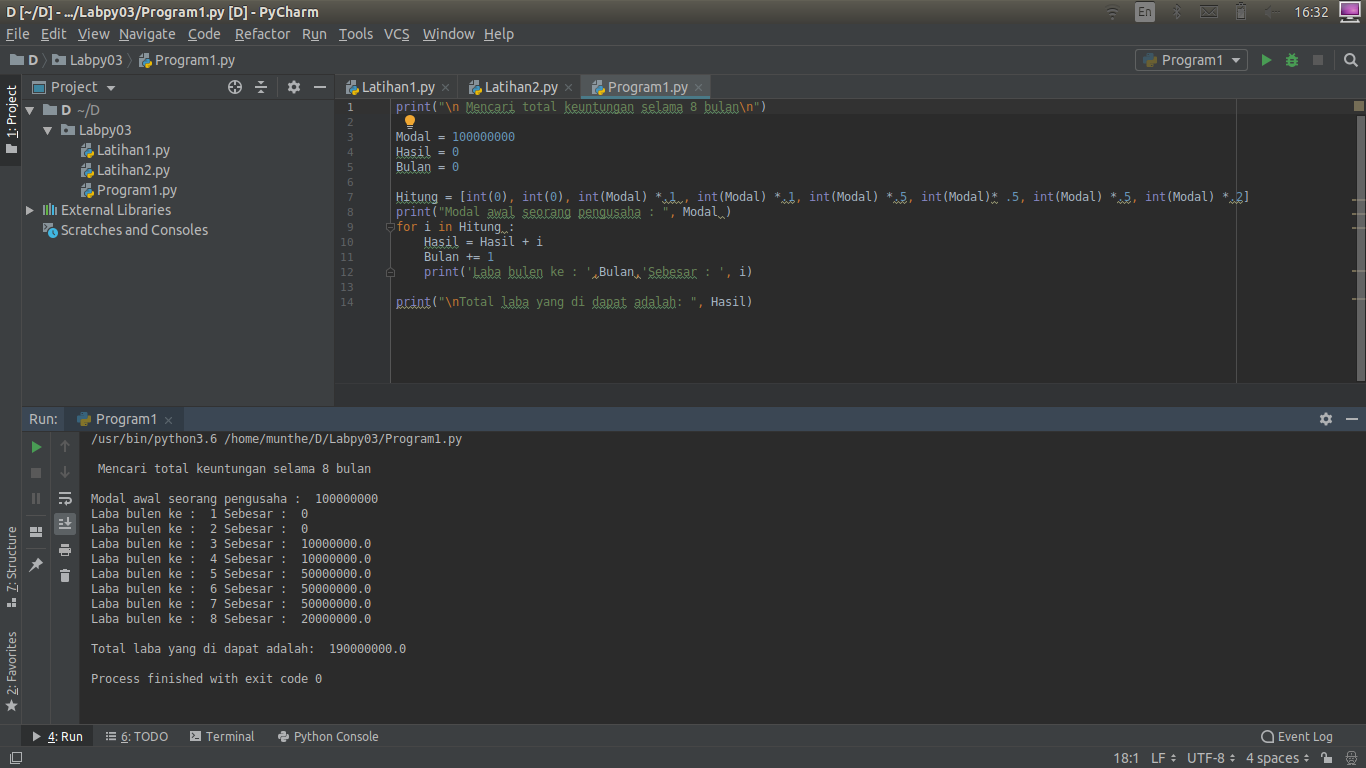 D [~/D] - .../Labpy03/Program1.py [D] - PyCharm
En
16:32
File Edit View Navigate Code Refactor Run Tools VCS Window Help
D Labpy03 Program1.py
Program1
1: Project
Project
D ~/D
Labpy03
Latihan1.py
Latihan2.py
Program1.py
External Libraries
Scratches and Consoles
Latihan1.py Latihan2.py Program1.py
1 print("\n Mencari total keuntungan selama 8 bulan\n")
2
3 Modal = 100000000
4 Hasil = 0
5 Bulan = 0
6
7 Hitung = [int(0), int(0), int(Modal) *.1 , int(Modal) *.1, int(Modal) *.5, int(Modal)* .5, int(Modal) *.5, int(Modal) *.2]
8 print("Modal awal seorang pengusaha : ", Modal )
9 for i in Hitung :
10     Hasil = Hasil + i
11     Bulan += 1
12     print('Laba bulen ke : ',Bulan,'Sebesar : ', i)
13
14 print("\nTotal laba yang di dapat adalah: ", Hasil)
Run: Program1
/usr/bin/python3.6 /home/munthe/D/Labpy03/Program1.py
Mencari total keuntungan selama 8 bulan
Modal awal seorang pengusaha :  100000000
Laba bulen ke :  1 Sebesar :  0
Laba bulen ke :  2 Sebesar :  0
Laba bulen ke :  3 Sebesar :  10000000.0
Laba bulen ke :  4 Sebesar :  10000000.0
Laba bulen ke :  5 Sebesar :  50000000.0
Laba bulen ke :  6 Sebesar :  50000000.0
Laba bulen ke :  7 Sebesar :  50000000.0
Laba bulen ke :  8 Sebesar :  20000000.0
Total laba yang di dapat adalah:  190000000.0
Process finished with exit code 0
7: Structure
2: Favorites
4: Run 6: TODO Terminal Python Console Event Log
18:1 LF UTF-8 4 spaces